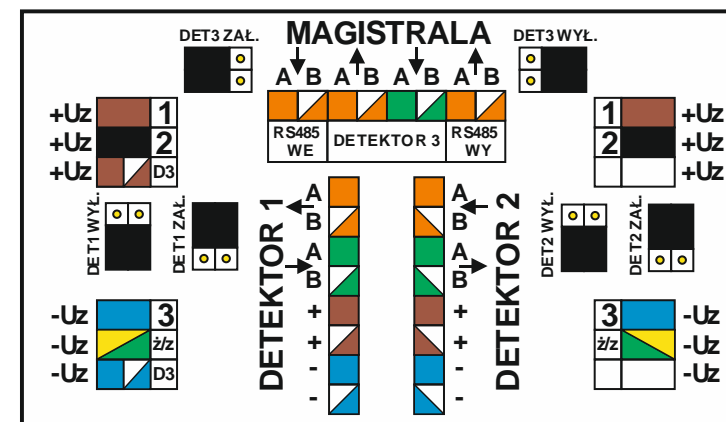 DET3 ZAŁ.
MAGISTRALA
DET3 WYŁ.
A B A B A B A B
RS485 WE
DETEKTOR 3
RS485 WY
+Uz 1
+Uz 2
+Uz D3
1 +Uz
2 +Uz
+Uz
DET1 WYŁ.
DET1 ZAŁ.
DETEKTOR 1
A
B
A
B
+
+
-
-
A
B
A
B
+
+
-
-
DETEKTOR 2
DET2 WYŁ.
DET2 ZAŁ.
-Uz 3
-Uz ż/z
-Uz D3
3 -Uz
ż/z -Uz
-Uz